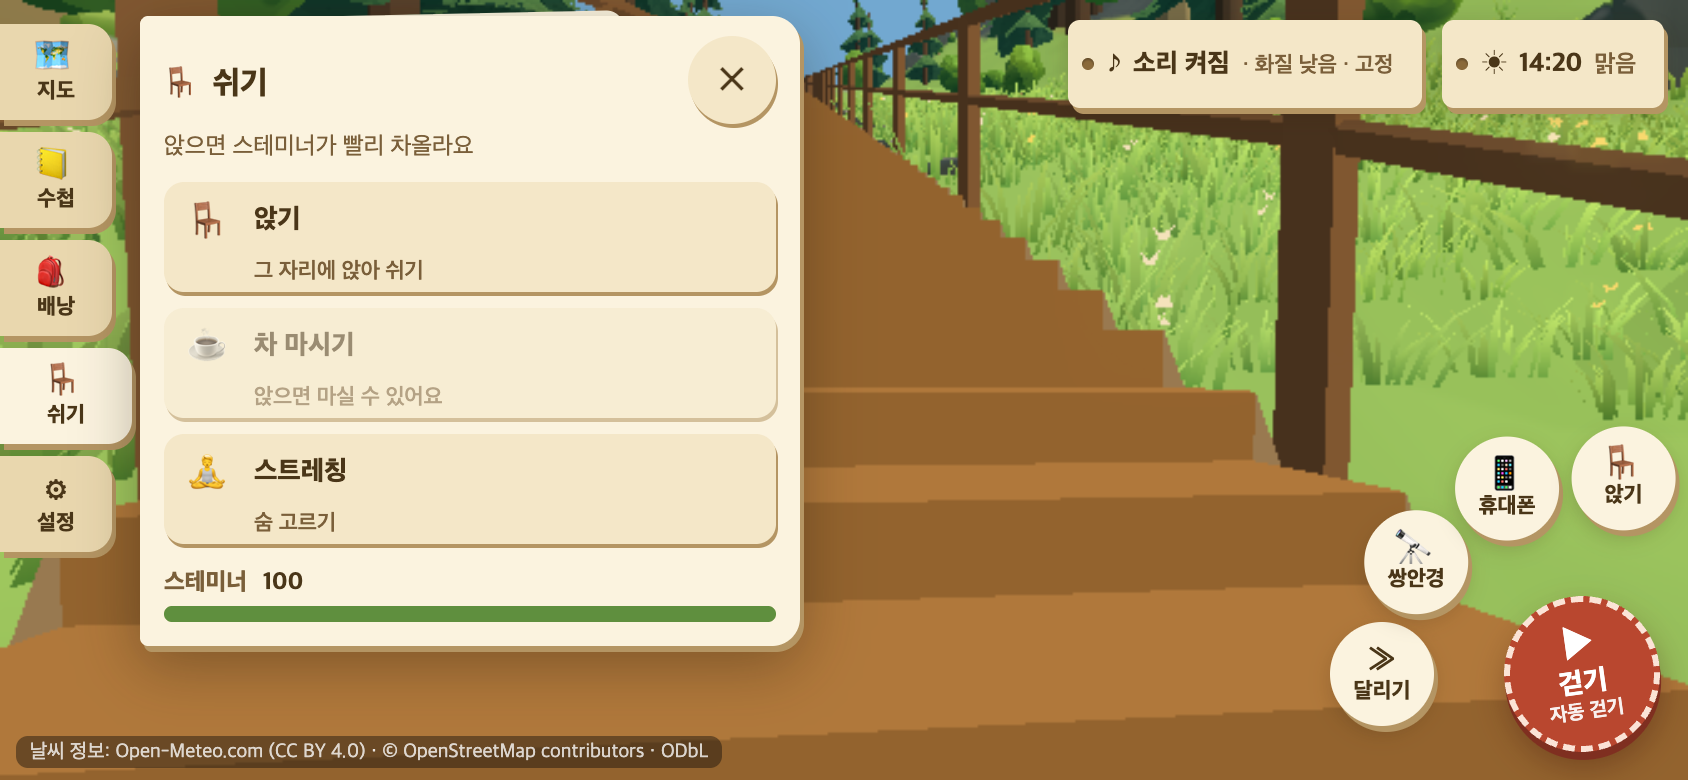 지도
수첩
배낭
쉬기
설정
쉬기
앉으면 스테미너가 빨리 차올라요
앉기
그 자리에 앉아 쉬기
차 마시기
앉으면 마실 수 있어요
스트레칭
숨 고르기
스테미너 100
♪ 소리 켜짐 · 화질 낮음 · 고정
14:20 맑음
휴대폰
앉기
쌍안경
달리기
걷기
자동 걷기
날씨 정보: Open-Meteo.com (CC BY 4.0) · © OpenStreetMap contributors · ODbL